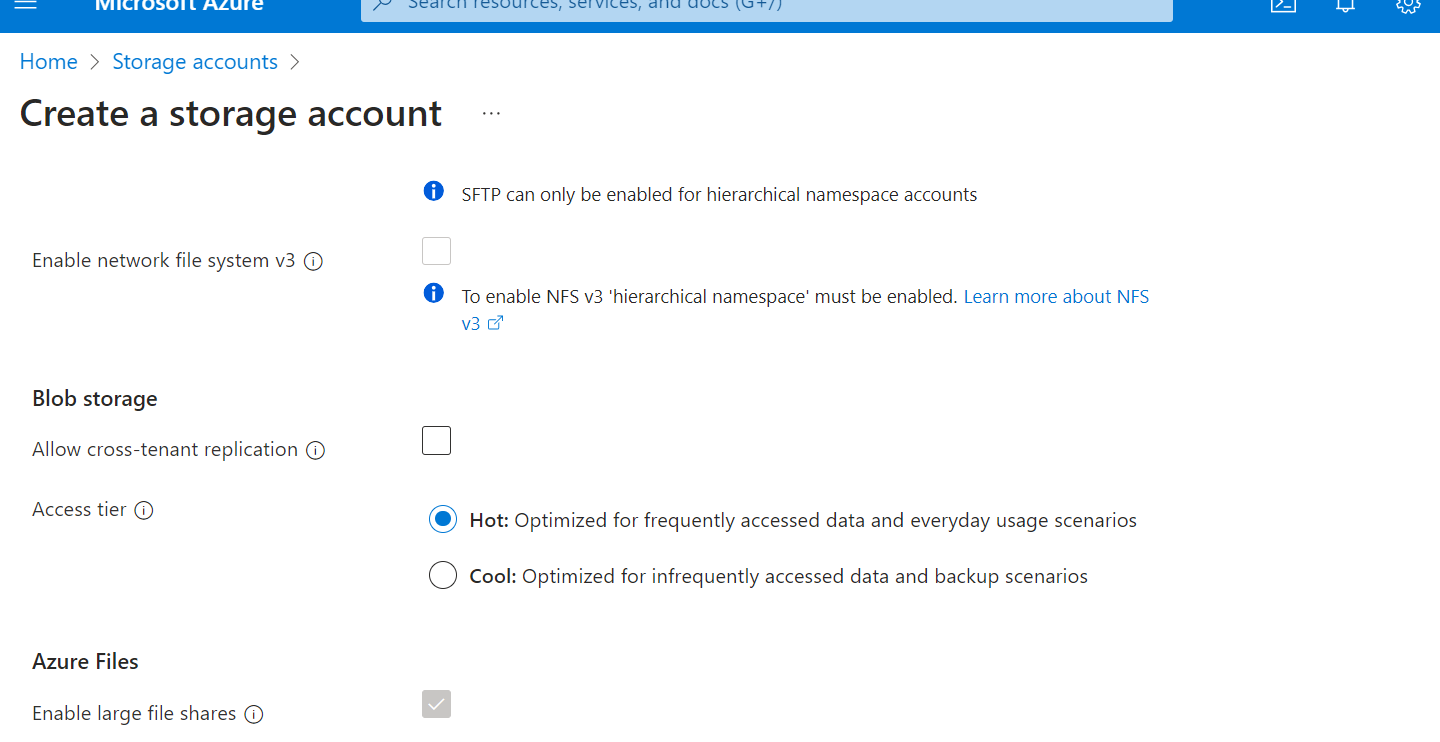 Microsoft Azure
Search resources, services, and docs (G+/)
Home > Storage accounts >
Create a storage account ...
SFTP can only be enabled for hierarchical namespace accounts
Enable network file system v3
To enable NFS v3 'hierarchical namespace' must be enabled. Learn more about NFS
v3
Blob storage
Allow cross-tenant replication
Access tier
Hot: Optimized for frequently accessed data and everyday usage scenarios
Cool: Optimized for infrequently accessed data and backup scenarios
Azure Files
Enable large file shares